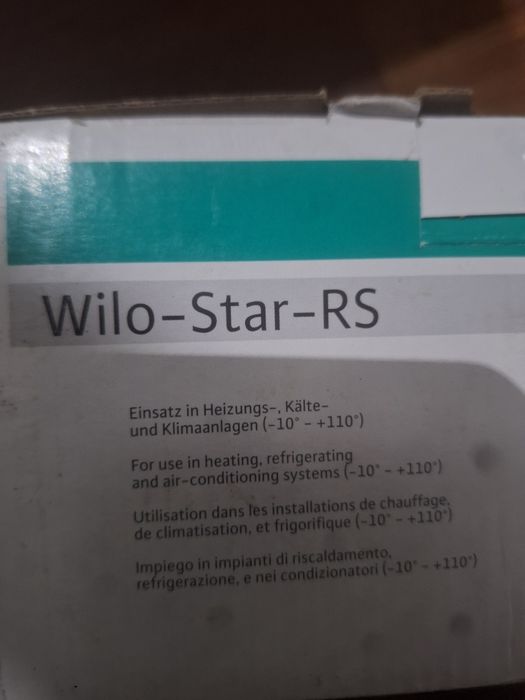 Wilo-Star-RS
Einsatz in Heizungs-, Kälte-
und Klimaanlagen (-10° - +110°)
For use in heating, refrigerating
and air-conditioning systems (-10° - +110°)
Utilisation dans les installations de chauffage,
de climatisation, et frigorifique (-10° - +110°)
Impiego in impianti di riscaldamento,
refrigerazione, e nei condizionatori (-10° - +110°)